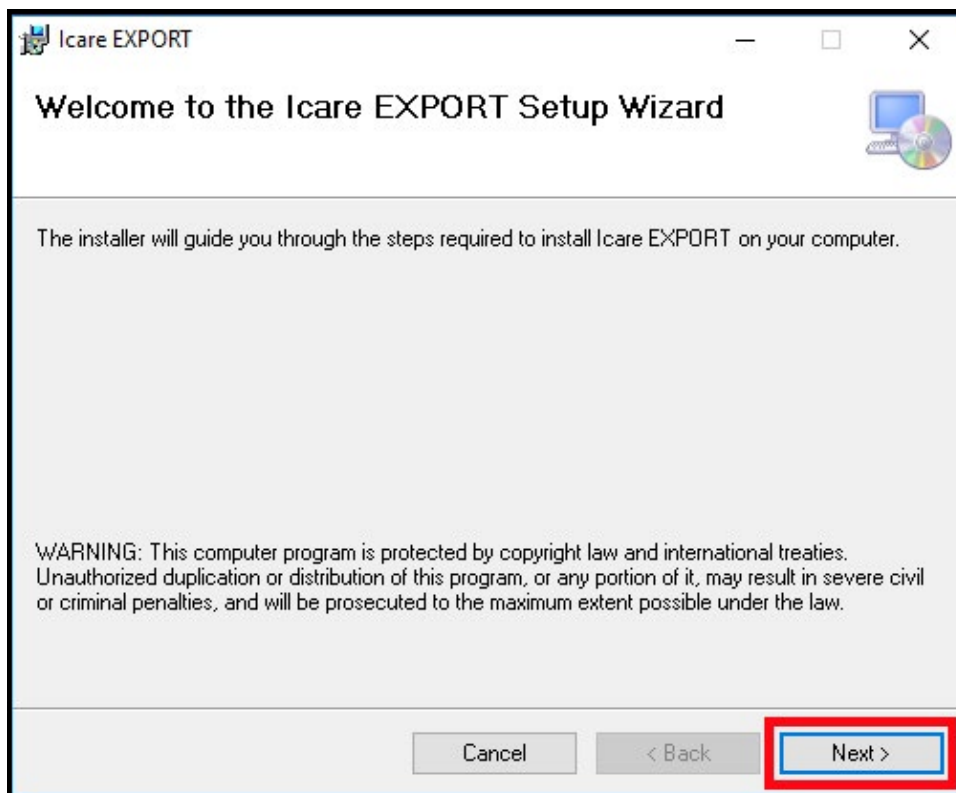 Icare EXPORT
Welcome to the Icare EXPORT Setup Wizard
The installer will guide you through the steps required to install Icare EXPORT on your computer.
WARNING: This computer program is protected by copyright law and international treaties.
Unauthorized duplication or distribution of this program, or any portion of it, may result in severe civil
or criminal penalties, and will be prosecuted to the maximum extent possible under the law.
Cancel
< Back
Next >